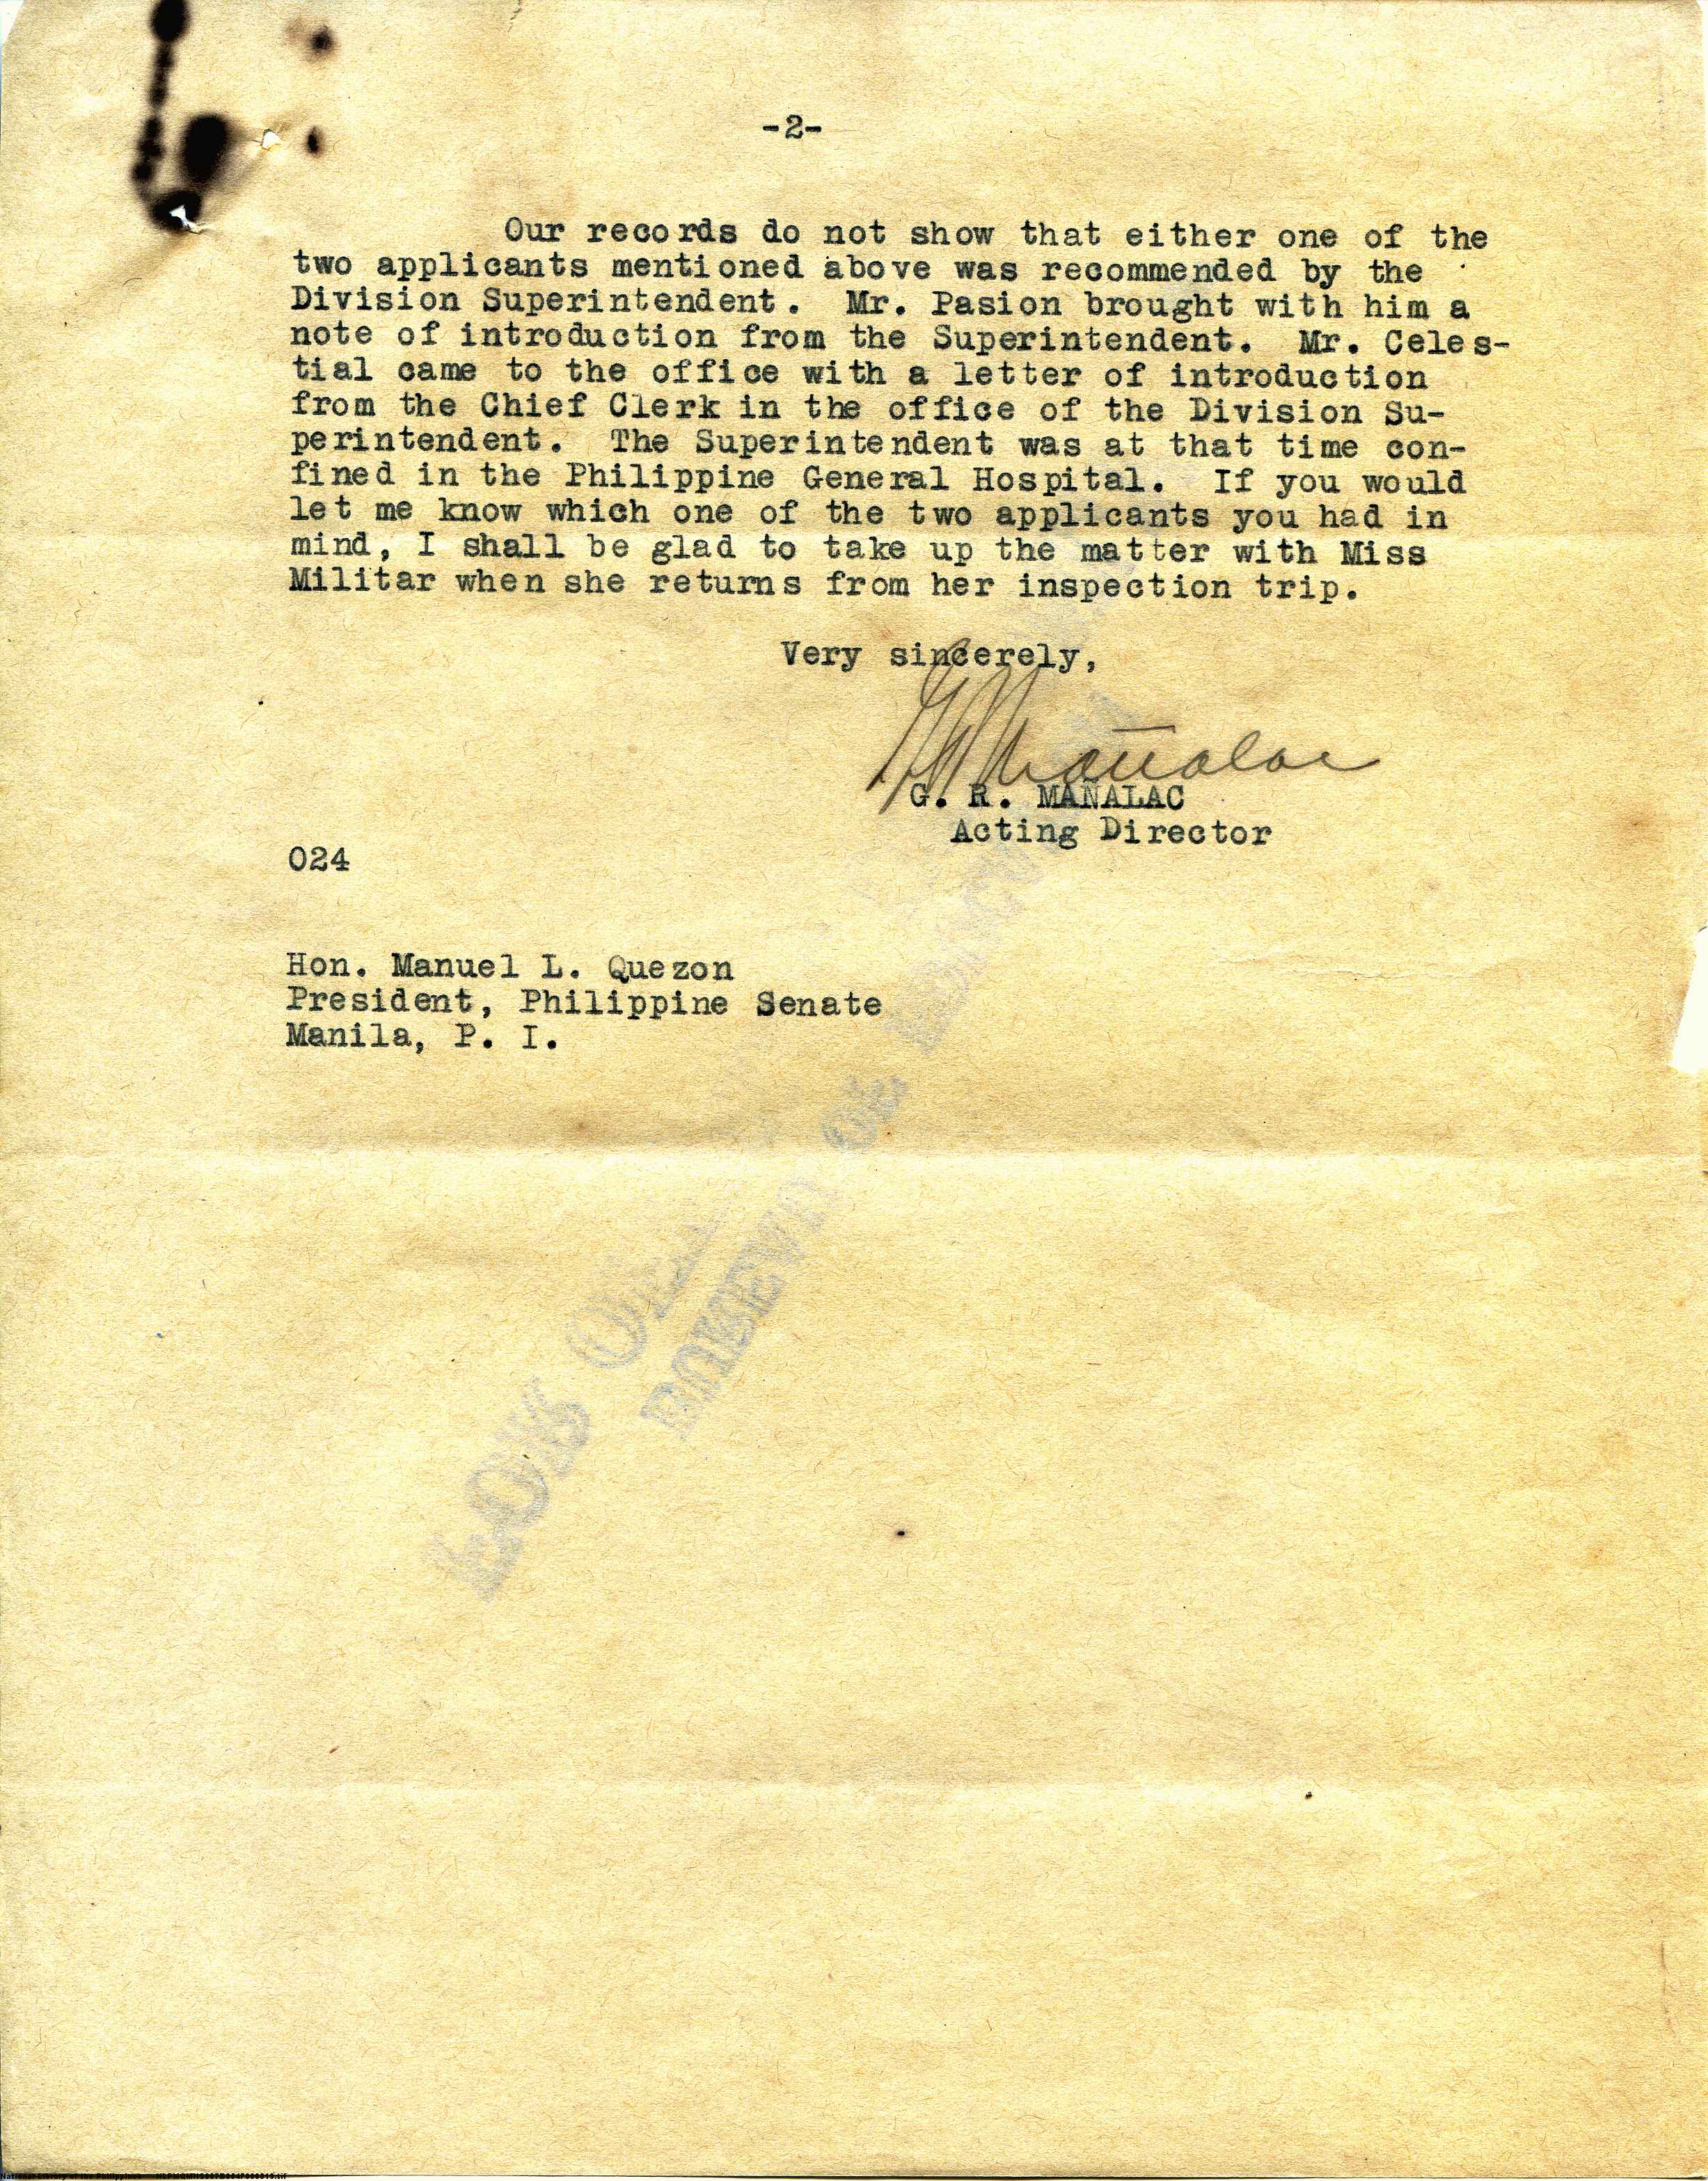 -2-
Our records do not show that either one of the
two applicants mentioned above was recommended by the
Division Superintendent. Mr. Pasion brought with him a
note of introduction from the Superintendent. Mr. Celes-
tial came to the office with a letter of introduction
from the Chief Clerk in the office of the Division Su-
perintendent. The Superintendent was at that time con-
fined in the Philippine General Hospital. If you would
let me know which one of the two applicants you had in
mind, I shall be glad to take up the matter with Miss
Militar when she returns from her inspection trip.
Very sincerely,
G. R. MAÑALAC
Acting Director
024
Hon. Manuel L. Quezon
President, Philippine Senate
Manila, P. I.